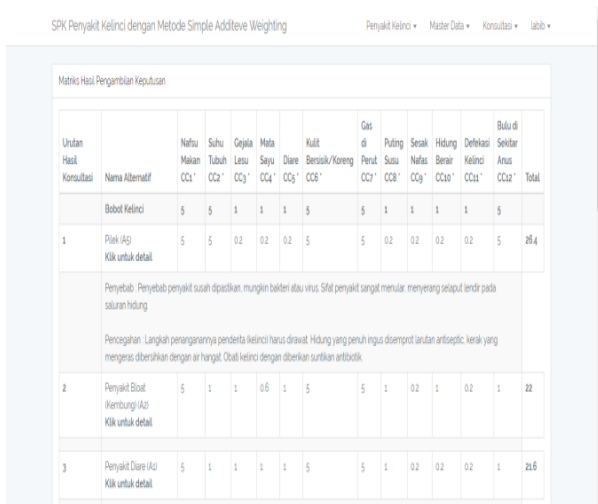 SPK Penyakit Kelinci dengan Metode Simple Additeve Weighting Penyakit Kelinci Master Data Konsultasi labib
Matriks Hasil Pengambilan Keputusan
Urutan Hasil Konsultasi Nama Alternatif Nafsu Makan CC1 * Suhu Tubuh CC2 * Gejala Lesu CC3 * Mata Sayu CC4 * Diare CC5 * Kulit Bersisik/Koreng CC6 * Gas di Perut CC7 * Puting Susu CC8 * Sesak Nafas CC9 * Hidung Berair CC10 * Defekasi Kelinci CC11 * Bulu di Sekitar Anus CC12 * Total
Bobot Kelinci 5 5 1 1 1 5 5 1 1 1 1 5
1 Pilek (A5) 5 5 0.2 0.2 0.2 5 5 0.2 0.2 0.2 0.2 5 26.4
Klik untuk detail
Penyebab : Penyebab penyakit susah dipastikan, mungkin bakteri atau virus. Sifat penyakit sangat menular, menyerang selaput lendir pada
saluran hidung.
Pencegahan : Langkah penanganannya penderita (kelinci) harus dirawat. Hidung yang penuh ingus disemprot larutan antiseptic, kerak yang
mengeras dibersihkan dengan air hangat. Obati kelinci dengan diberikan suntikan antibiotik.
2 Penyakit Bloat 5 1 1 0.6 1 5 5 1 0.2 1 0.2 1 22
(Kembung) (A2)
Klik untuk detail
3 Penyakit Diare (A1) 5 1 1 1 1 5 5 1 0.2 0.2 0.2 1 21.6
Klik untuk detail